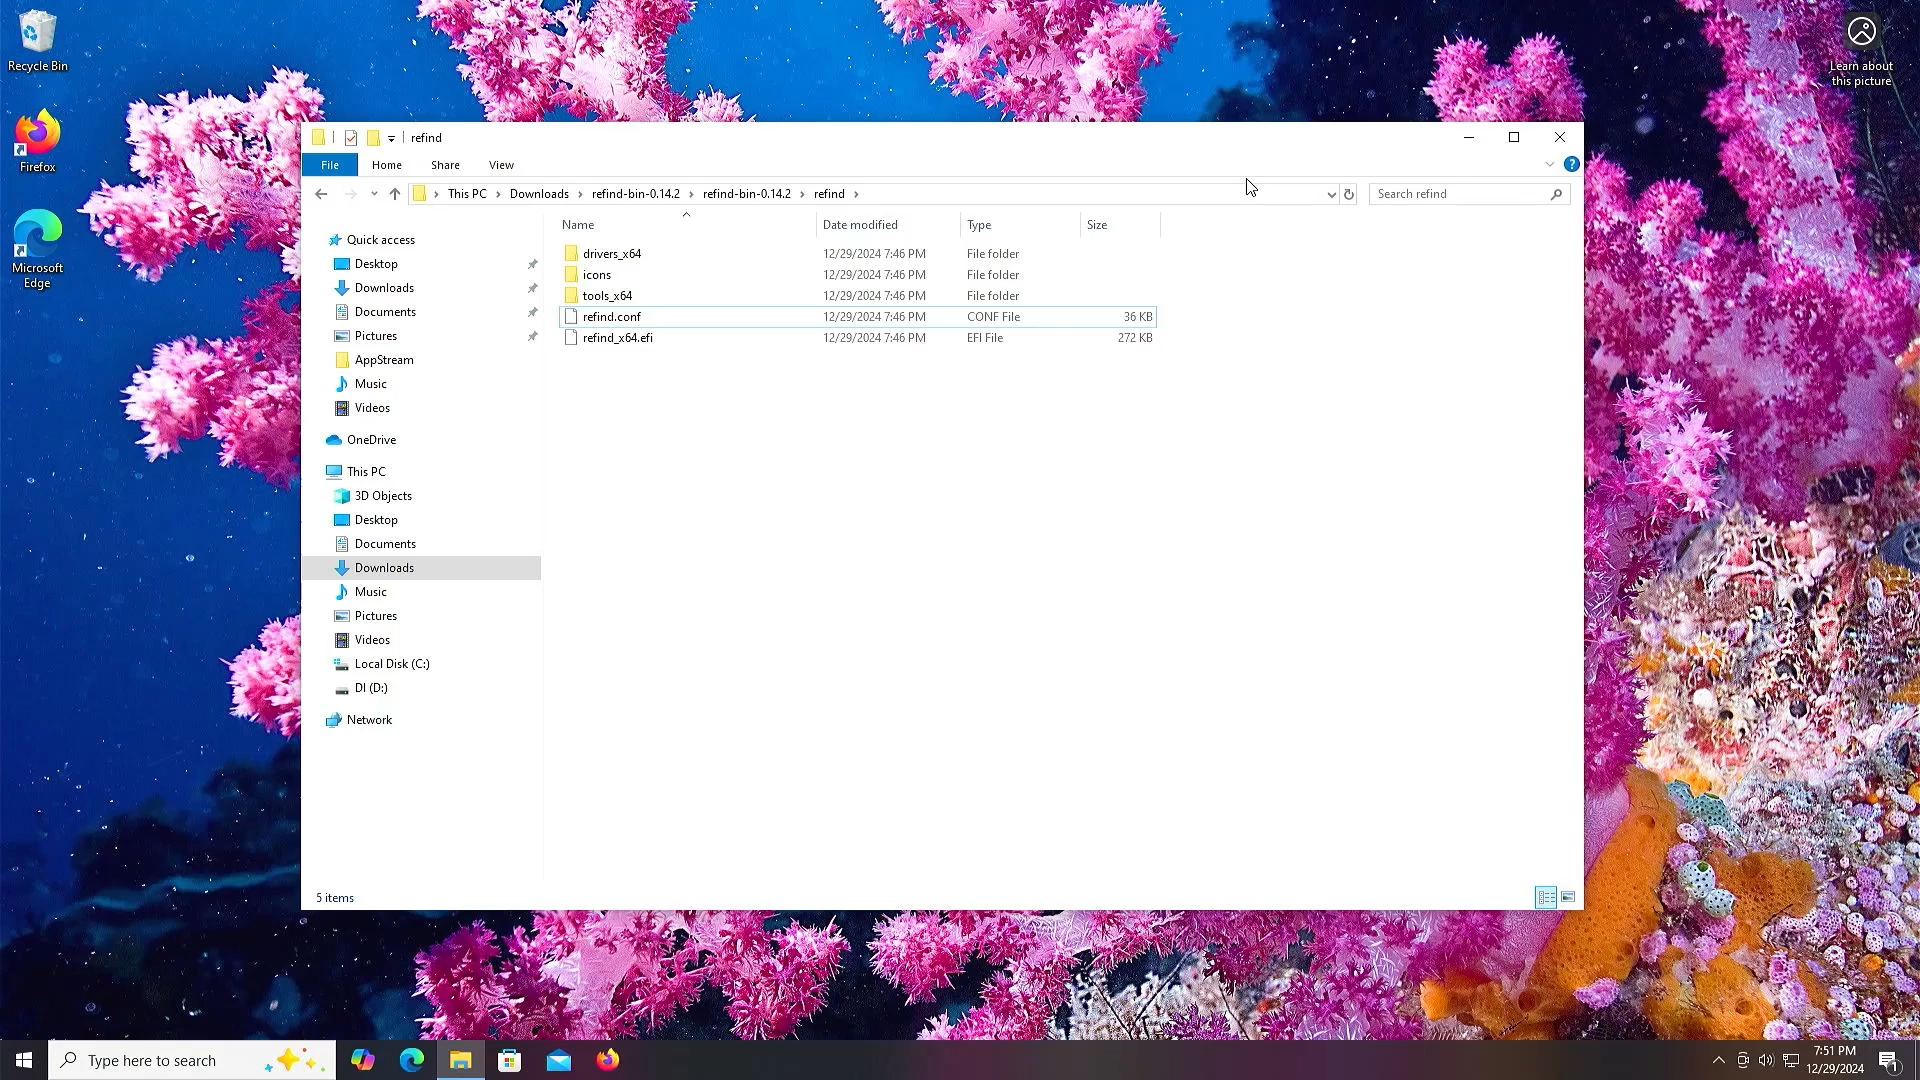 Recycle Bin
Firefox
Microsoft
Edge
Learn about
this picture
refind
File Home Share View
This PC Downloads refind-bin-0.14.2 refind-bin-0.14.2 refind
Search refind
Name Date modified Type Size
drivers_x64 12/29/2024 7:46 PM File folder
icons 12/29/2024 7:46 PM File folder
tools_x64 12/29/2024 7:46 PM File folder
refind.conf 12/29/2024 7:46 PM CONF File 36 KB
refind_x64.efi 12/29/2024 7:46 PM EFI File 272 KB
Quick access
Desktop
Downloads
Documents
Pictures
AppStream
Music
Videos
OneDrive
This PC
3D Objects
Desktop
Documents
Downloads
Music
Pictures
Videos
Local Disk (C:)
DI (D:)
Network
5 items
Type here to search
7:51 PM
12/29/2024
1